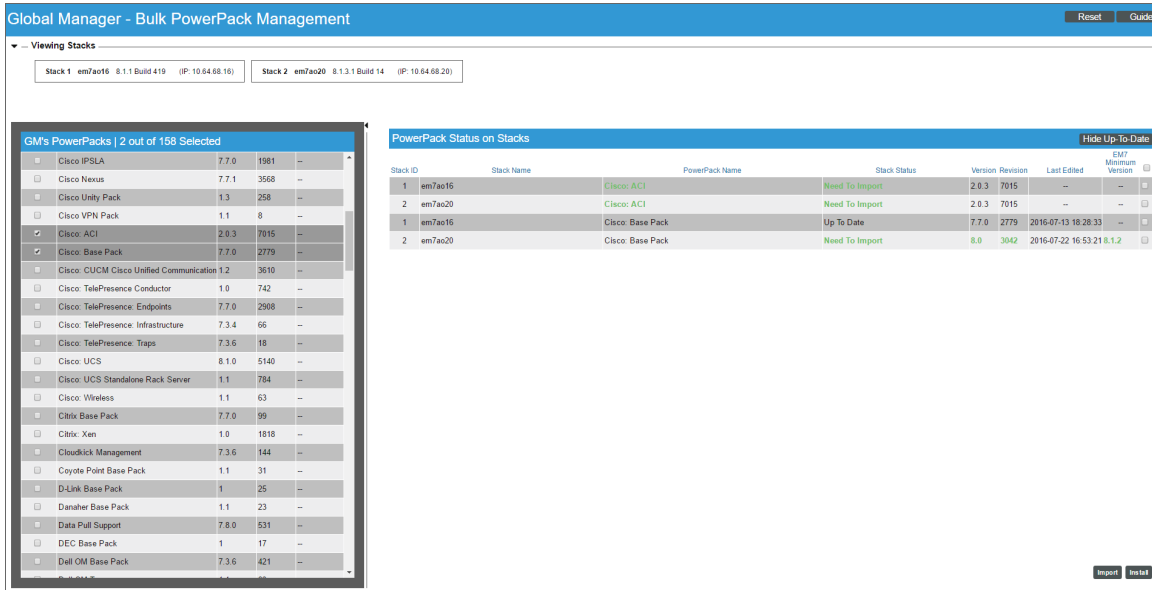 Global Manager - Bulk PowerPack Management
Reset Guide
Viewing Stacks
Stack 1 em7ao16 8.1.1 Build 419 (IP: 10.64.68.16) Stack 2 em7ao20 8.1.3.1 Build 14 (IP: 10.64.68.20)
GM's PowerPacks | 2 out of 158 Selected
Cisco IPSLA 7.7.0 1981 --
Cisco Nexus 7.7.1 3568 --
Cisco Unity Pack 1.3 258 --
Cisco VPN Pack 1.1 8 --
Cisco: ACI 2.0.3 7015 --
Cisco: Base Pack 7.7.0 2779 --
Cisco: CUCM Cisco Unified Communication 1.2 3610 --
Cisco: TelePresence Conductor 1.0 742 --
Cisco: TelePresence: Endpoints 7.7.0 2908 --
Cisco: TelePresence: Infrastructure 7.3.4 66 --
Cisco: TelePresence: Traps 7.3.6 18 --
Cisco: UCS 8.1.0 5140 --
Cisco: UCS Standalone Rack Server 1.1 784 --
Cisco: Wireless 1.1 63 --
Citrix Base Pack 7.7.0 99 --
Citrix: Xen 1.0 1818 --
Cloudkick Management 7.3.6 144 --
Coyote Point Base Pack 1.1 31 --
D-Link Base Pack 1 25 --
Danaher Base Pack 1.1 23 --
Data Pull Support 7.8.0 531 --
DEC Base Pack 1 17 --
Dell OM Base Pack 7.3.6 421 --
PowerPack Status on Stacks
Hide Up-To-Date
Stack ID Stack Name PowerPack Name Stack Status Version Revision Last Edited EM7 Minimum Version
1 em7ao16 Cisco: ACI Need To Import 2.0.3 7015 -- --
2 em7ao20 Cisco: ACI Need To Import 2.0.3 7015 -- --
1 em7ao16 Cisco: Base Pack Up To Date 7.7.0 2779 2016-07-13 18:28:33 --
2 em7ao20 Cisco: Base Pack Need To Import 8.0 3042 2016-07-22 16:53:21 8.1.2
Import Install